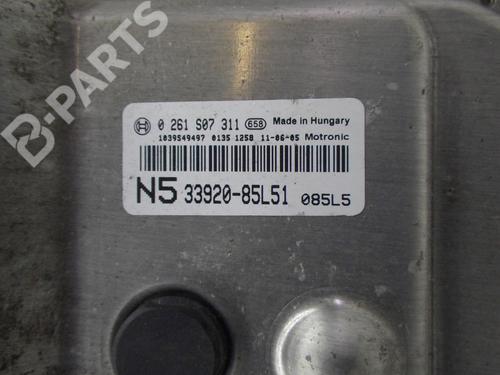 B-PARTS
BOSCH 0 261 S07 311 658 Made in Hungary
1039S49497 0135 1258 11-06-05 Motronic
N5 33920-85L51 085L5